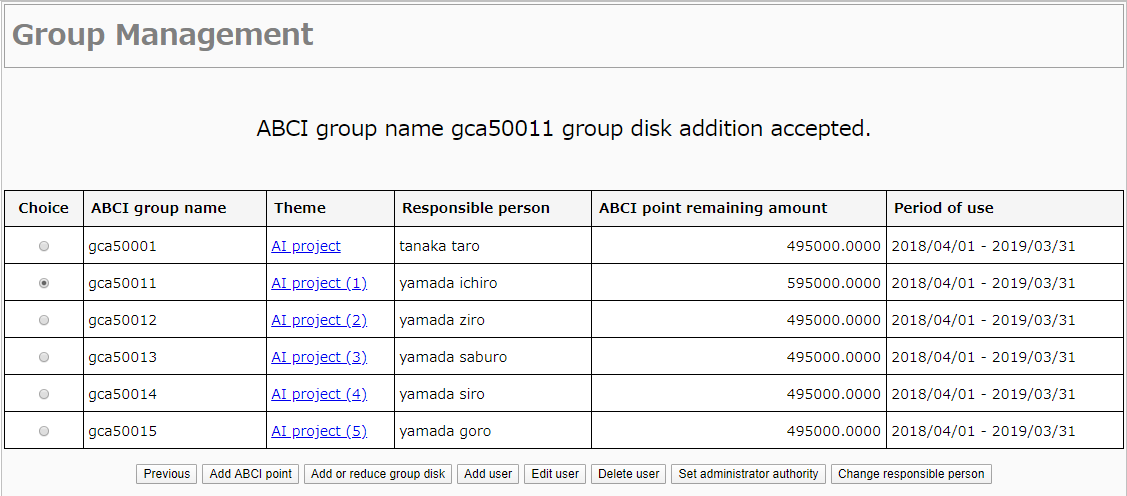 Group Management
ABCI group name gca50011 group disk addition accepted.
Choice ABCI group name Theme Responsible person ABCI point remaining amount Period of use
gca50001 AI project tanaka taro 495000.0000 2018/04/01 - 2019/03/31
gca50011 AI project (1) yamada ichiro 595000.0000 2018/04/01 - 2019/03/31
gca50012 AI project (2) yamada ziro 495000.0000 2018/04/01 - 2019/03/31
gca50013 AI project (3) yamada saburo 495000.0000 2018/04/01 - 2019/03/31
gca50014 AI project (4) yamada siro 495000.0000 2018/04/01 - 2019/03/31
gca50015 AI project (5) yamada goro 495000.0000 2018/04/01 - 2019/03/31
Previous Add ABCI point Add or reduce group disk Add user Edit user Delete user Set administrator authority Change responsible person